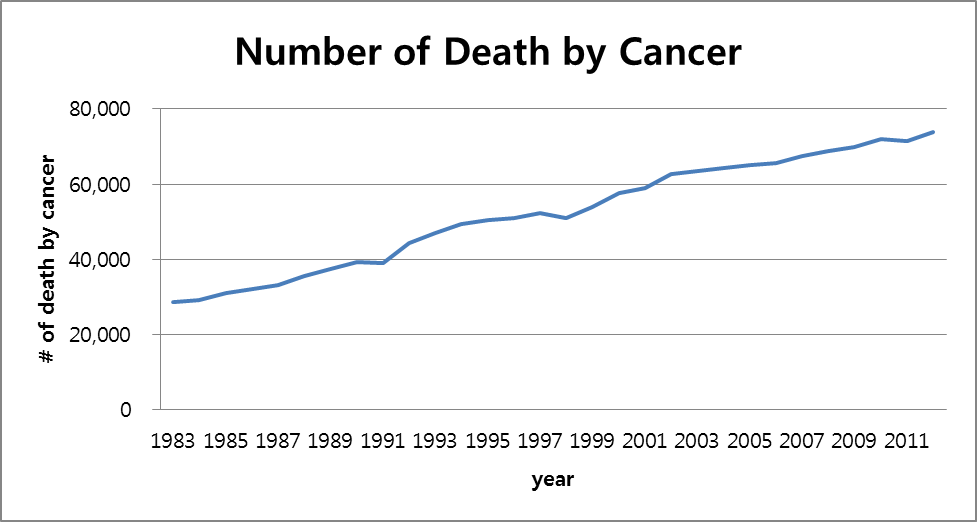 Number of Death by Cancer
80,000
60,000
40,000
20,000
0
# of death by cancer
1983 1985 1987 1989 1991 1993 1995 1997 1999 2001 2003 2005 2007 2009 2011
year